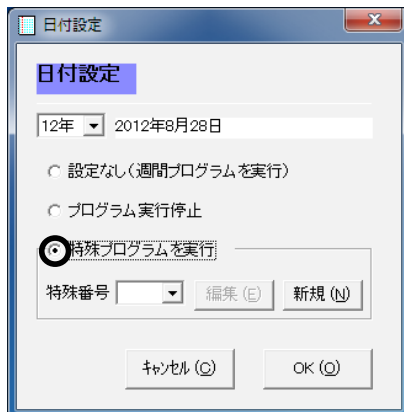 日付設定
日付設定
12年 2012年8月28日
設定なし(週間プログラムを実行)
プログラム実行停止
特殊プログラムを実行
特殊番号 編集(E) 新規(N)
キャンセル(C) OK(O)